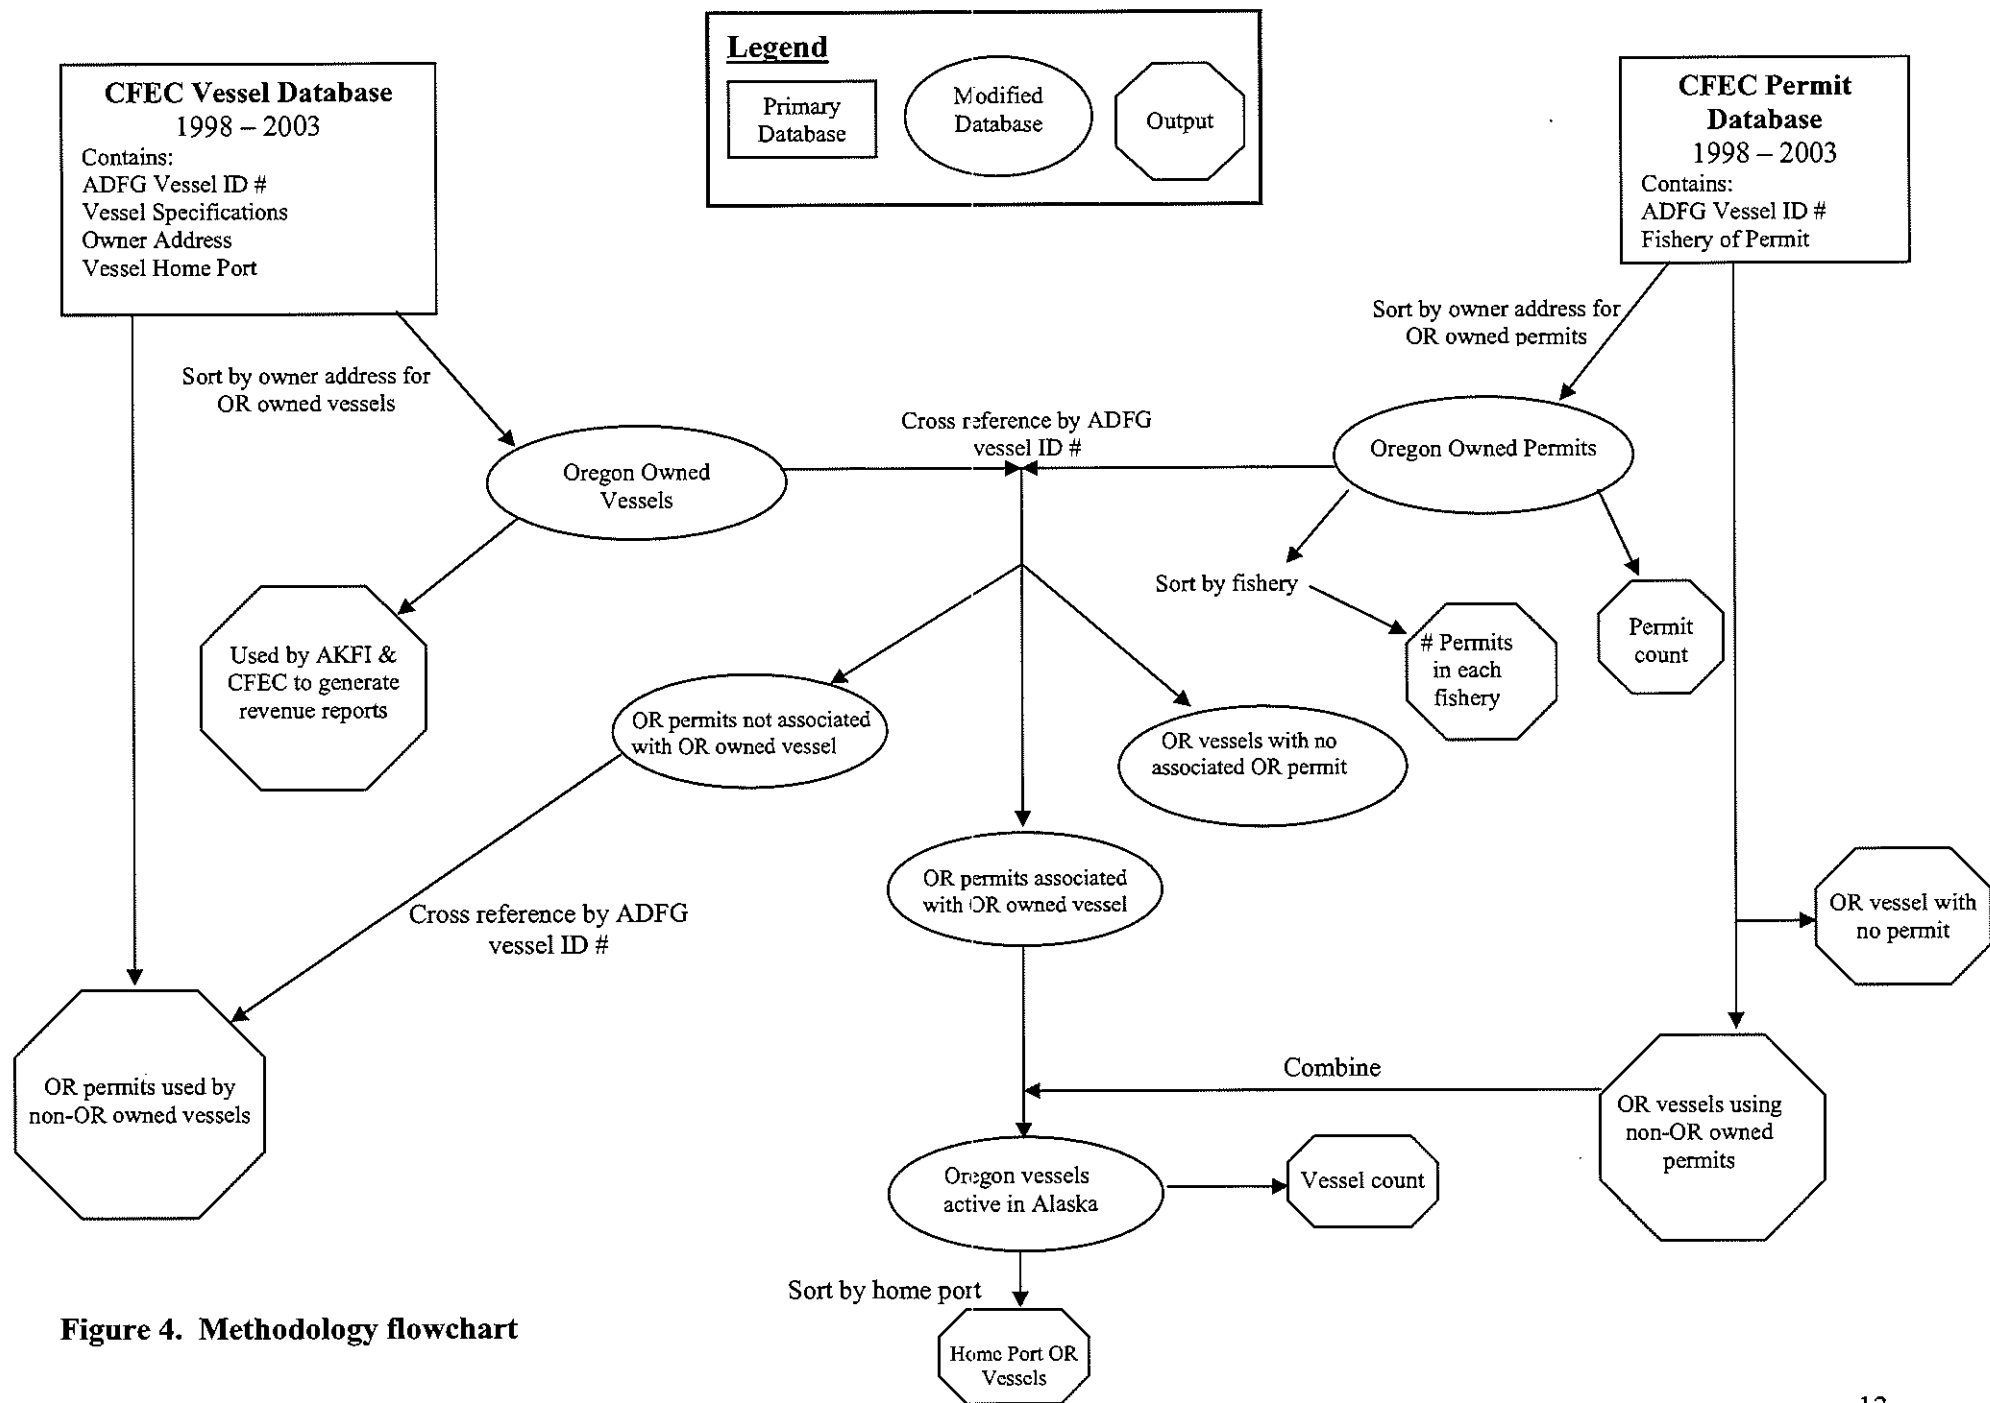 Legend
Primary
Database
Modified
Database
Output
CFEC Vessel Database
1998 – 2003
Contains:
ADFG Vessel ID #
Vessel Specifications
Owner Address
Vessel Home Port
CFEC Permit
Database
1998 – 2003
Contains:
ADFG Vessel ID #
Fishery of Permit
Sort by owner address for
OR owned vessels
Sort by owner address for
OR owned permits
Oregon Owned
Vessels
Cross reference by ADFG
vessel ID #
Oregon Owned Permits
Used by AKFI &
CFEC to generate
revenue reports
Sort by fishery
# Permits
in each
fishery
Permit
count
OR permits not associated
with OR owned vessel
OR vessels with no
associated OR permit
OR permits associated
with OR owned vessel
Cross reference by ADFG
vessel ID #
OR vessel with
no permit
OR permits used by
non-OR owned vessels
Combine
OR vessels using
non-OR owned
permits
Oregon vessels
active in Alaska
Vessel count
Sort by home port
Home Port OR
Vessels
Figure 4. Methodology flowchart